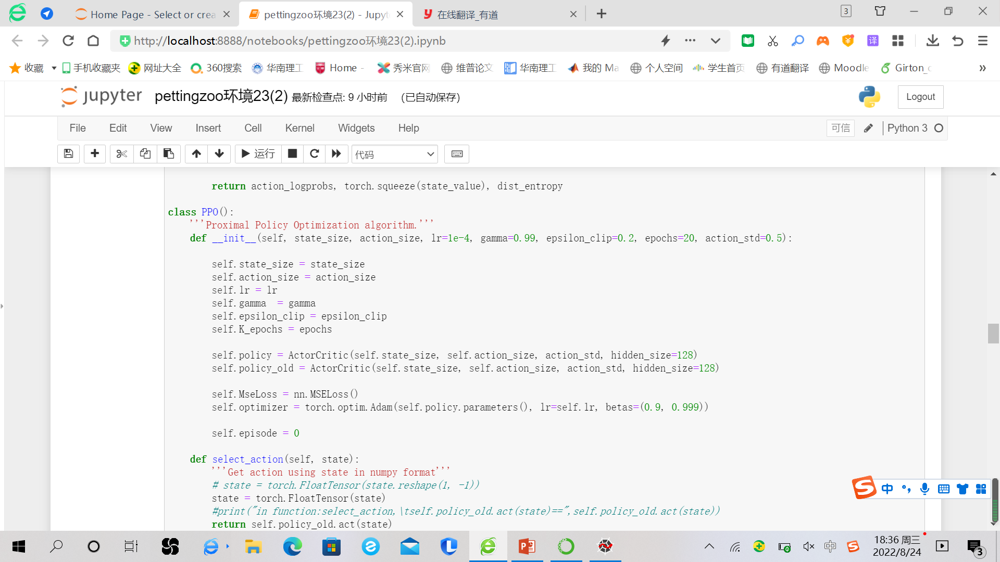 Home Page - Select or crea
pettingzoo环境23(2) - Jupyt
在线翻译_有道
3
http://localhost:8888/notebooks/pettingzoo环境23(2).ipynb
译
收藏 手机收藏夹 网址大全 360搜索 华南理工 Home - 秀米官网 维普论文 华南理工 我的 Ma 个人空间 学生首页 有道翻译 Moodle Girton_c »
jupyter pettingzoo环境23(2) 最新检查点: 9 小时前 (已自动保存) Logout
File Edit View Insert Cell Kernel Widgets Help 可信 Python 3
运行 代码
return action_logprobs, torch.squeeze(state_value), dist_entropy
class PPO():
'''Proximal Policy Optimization algorithm.'''
def __init__(self, state_size, action_size, lr=1e-4, gamma=0.99, epsilon_clip=0.2, epochs=20, action_std=0.5):
self.state_size = state_size
self.action_size = action_size
self.lr = lr
self.gamma  = gamma
self.epsilon_clip = epsilon_clip
self.K_epochs = epochs
self.policy = ActorCritic(self.state_size, self.action_size, action_std, hidden_size=128)
self.policy_old = ActorCritic(self.state_size, self.action_size, action_std, hidden_size=128)
self.MseLoss = nn.MSELoss()
self.optimizer = torch.optim.Adam(self.policy.parameters(), lr=self.lr, betas=(0.9, 0.999))
self.episode = 0
def select_action(self, state):
'''Get action using state in numpy format'''
# state = torch.FloatTensor(state.reshape(1, -1))
state = torch.FloatTensor(state)
#print("in function:select_action,\tself.policy_old.act(state)==",self.policy_old.act(state))
return self.policy_old.act(state)
中
中
18:36 周三
2022/8/24
3